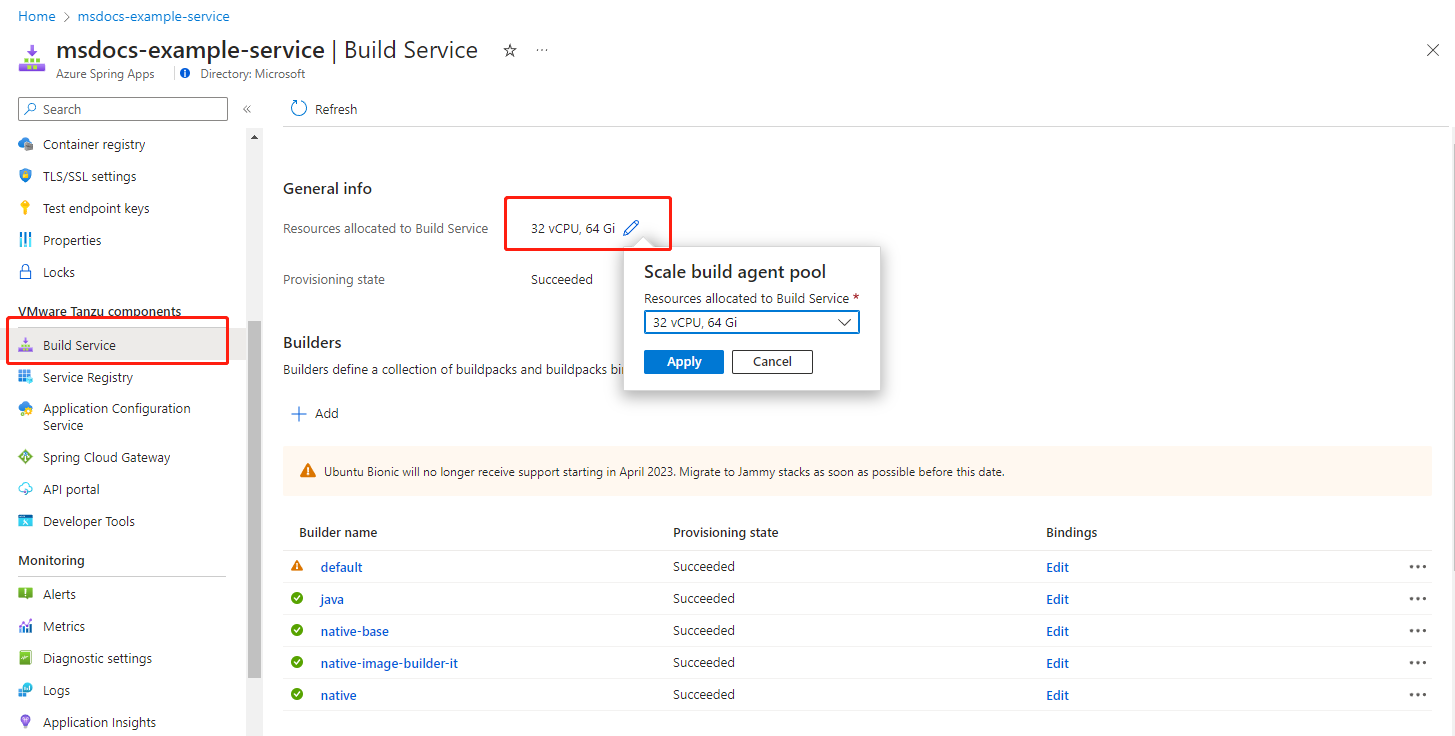 Home > msdocs-example-service
msdocs-example-service | Build Service
Azure Spring Apps
Directory: Microsoft
Search
Refresh
Container registry
TLS/SSL settings
Test endpoint keys
Properties
Locks
VMware Tanzu components
Build Service
Service Registry
Application Configuration
Service
Spring Cloud Gateway
API portal
Developer Tools
Monitoring
Alerts
Metrics
Diagnostic settings
Logs
Application Insights
General info
Resources allocated to Build Service 32 vCPU, 64 Gi
Provisioning state Succeeded
Scale build agent pool
Resources allocated to Build Service *
32 vCPU, 64 Gi
Apply Cancel
Builders
Builders define a collection of buildpacks and buildpacks
Add
Ubuntu Bionic will no longer receive support starting in April 2023. Migrate to Jammy stacks as soon as possible before this date.
Builder name Provisioning state Bindings
default Succeeded Edit
java Succeeded Edit
native-base Succeeded Edit
native-image-builder-it Succeeded Edit
native Succeeded Edit